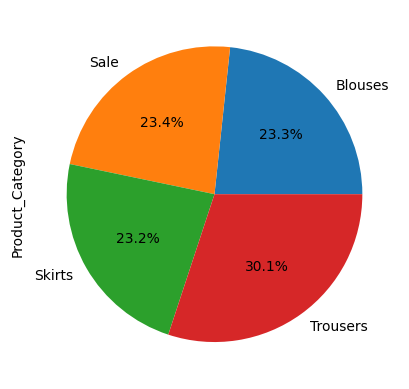 Sale
Blouses
23.4%
23.3%
Product_Category
23.2%
30.1%
Skirts
Trousers